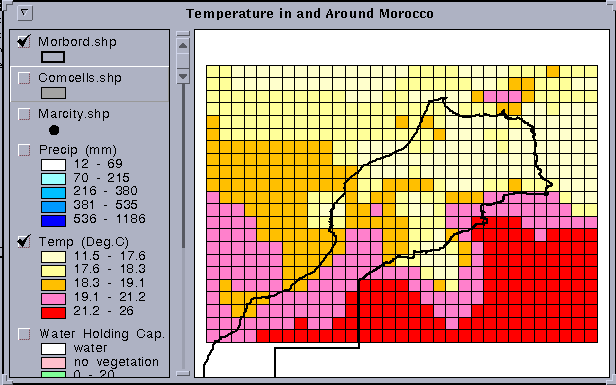 Temperature in and Around Morocco
Morbord.shp
Comcells.shp
Marcity.shp
Precip (mm)
12 - 69
70 - 215
216 - 380
381 - 535
536 - 1186
Temp (Deg.C)
11.5 - 17.6
17.6 - 18.3
18.3 - 19.1
19.1 - 21.2
21.2 - 26
Water Holding Cap.
water
no vegetation
0 - 20